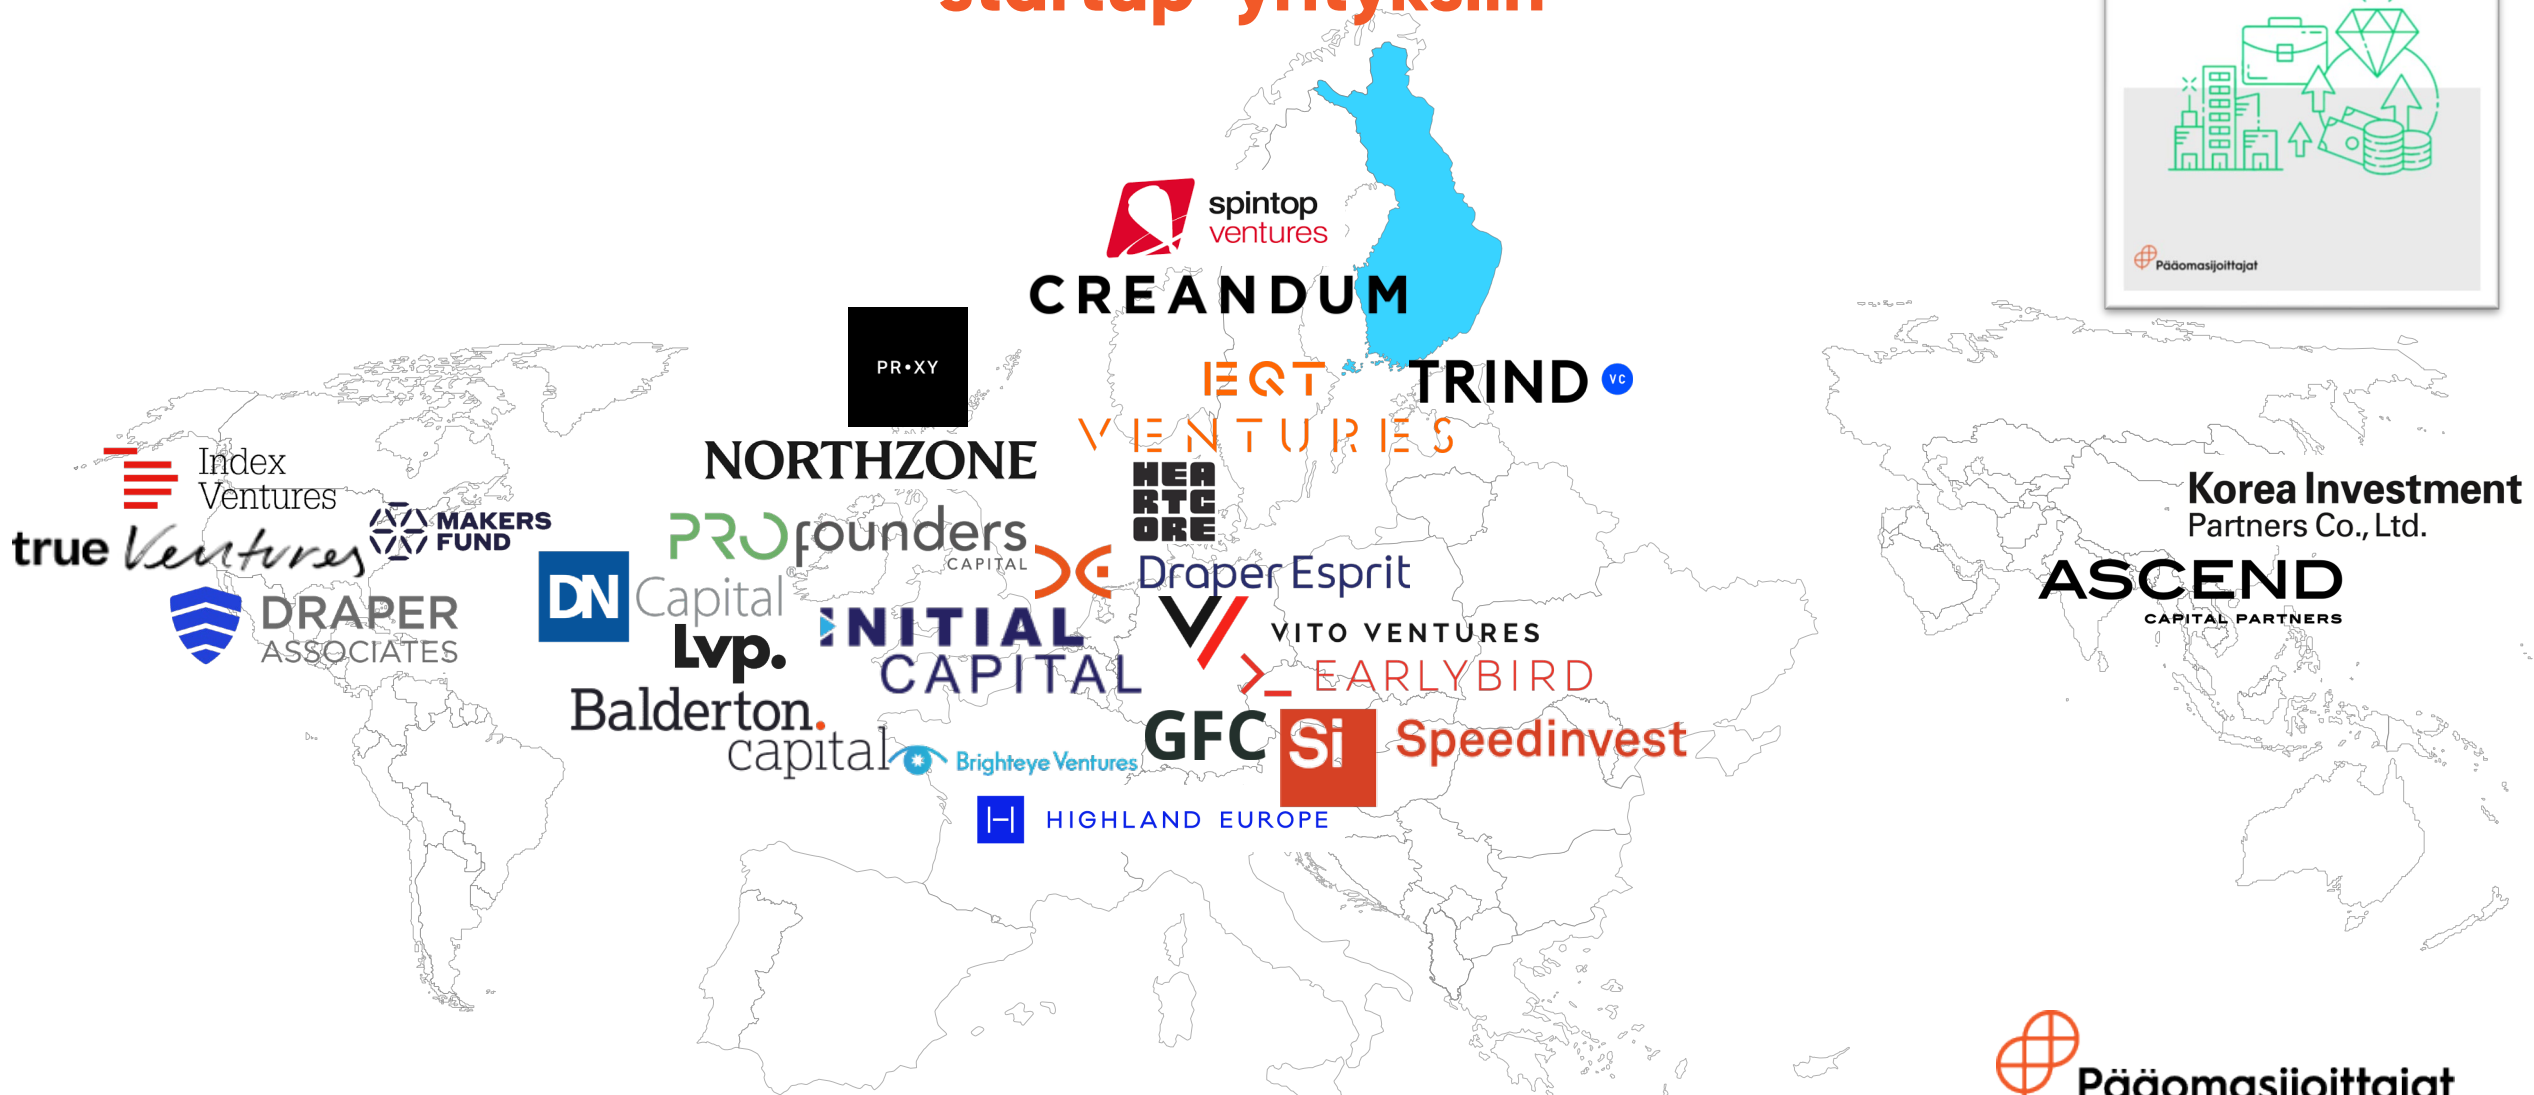 startup-yrityksiin
Pääomasijoittajat
spintop
ventures
CREANDUM
PR•XY
EQT
VENTURES
TRIND VC
NORTHZONE
HEA
RTC
ORE
Index
Ventures
MAKERS
FUND
true Ventures
DRAPER
ASSOCIATES
PROfounders
CAPITAL
DN Capital
Draper Esprit
Lvp.
INITIAL
CAPITAL
VITO VENTURES
EARLYBIRD
Balderton.
capital
Brighteye Ventures
GFC
Si Speedinvest
HIGHLAND EUROPE
Korea Investment
Partners Co., Ltd.
ASCEND
CAPITAL PARTNERS
Pääomasijoittajat